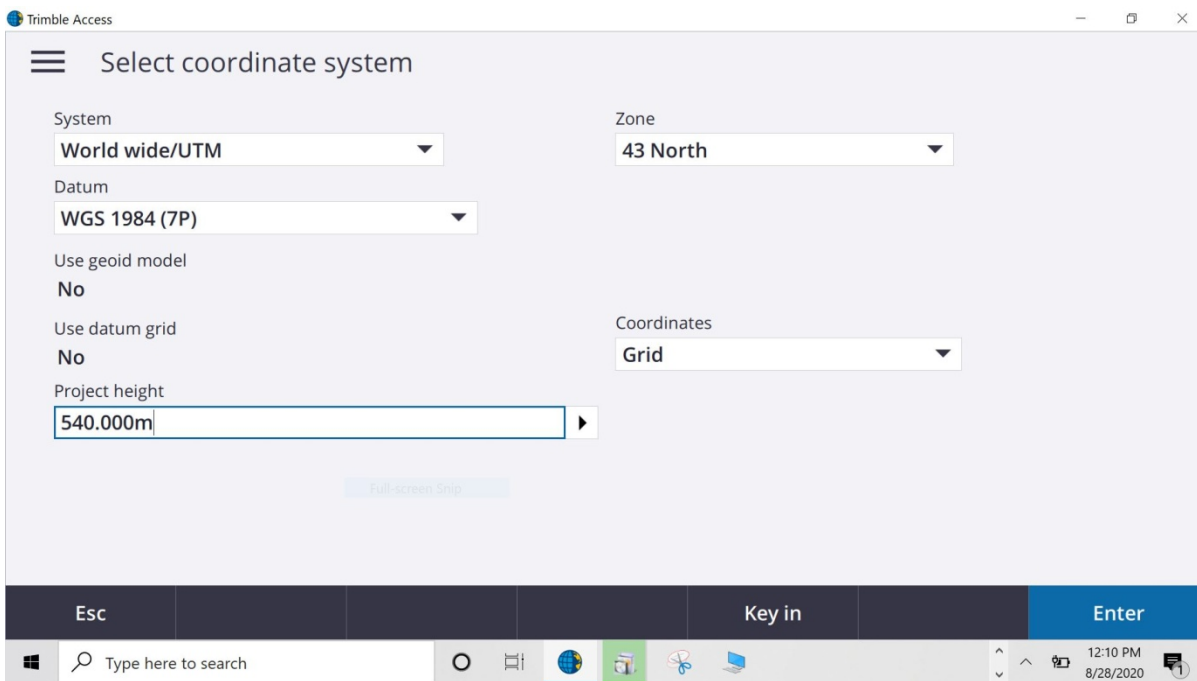 Trimble Access
Select coordinate system
System
World wide/UTM
Zone
43 North
Datum
WGS 1984 (7P)
Use geoid model
No
Use datum grid
No
Coordinates
Grid
Project height
540.000m
Full-screen Snip
Esc
Key in
Enter
Type here to search
12:10 PM
8/28/2020
1